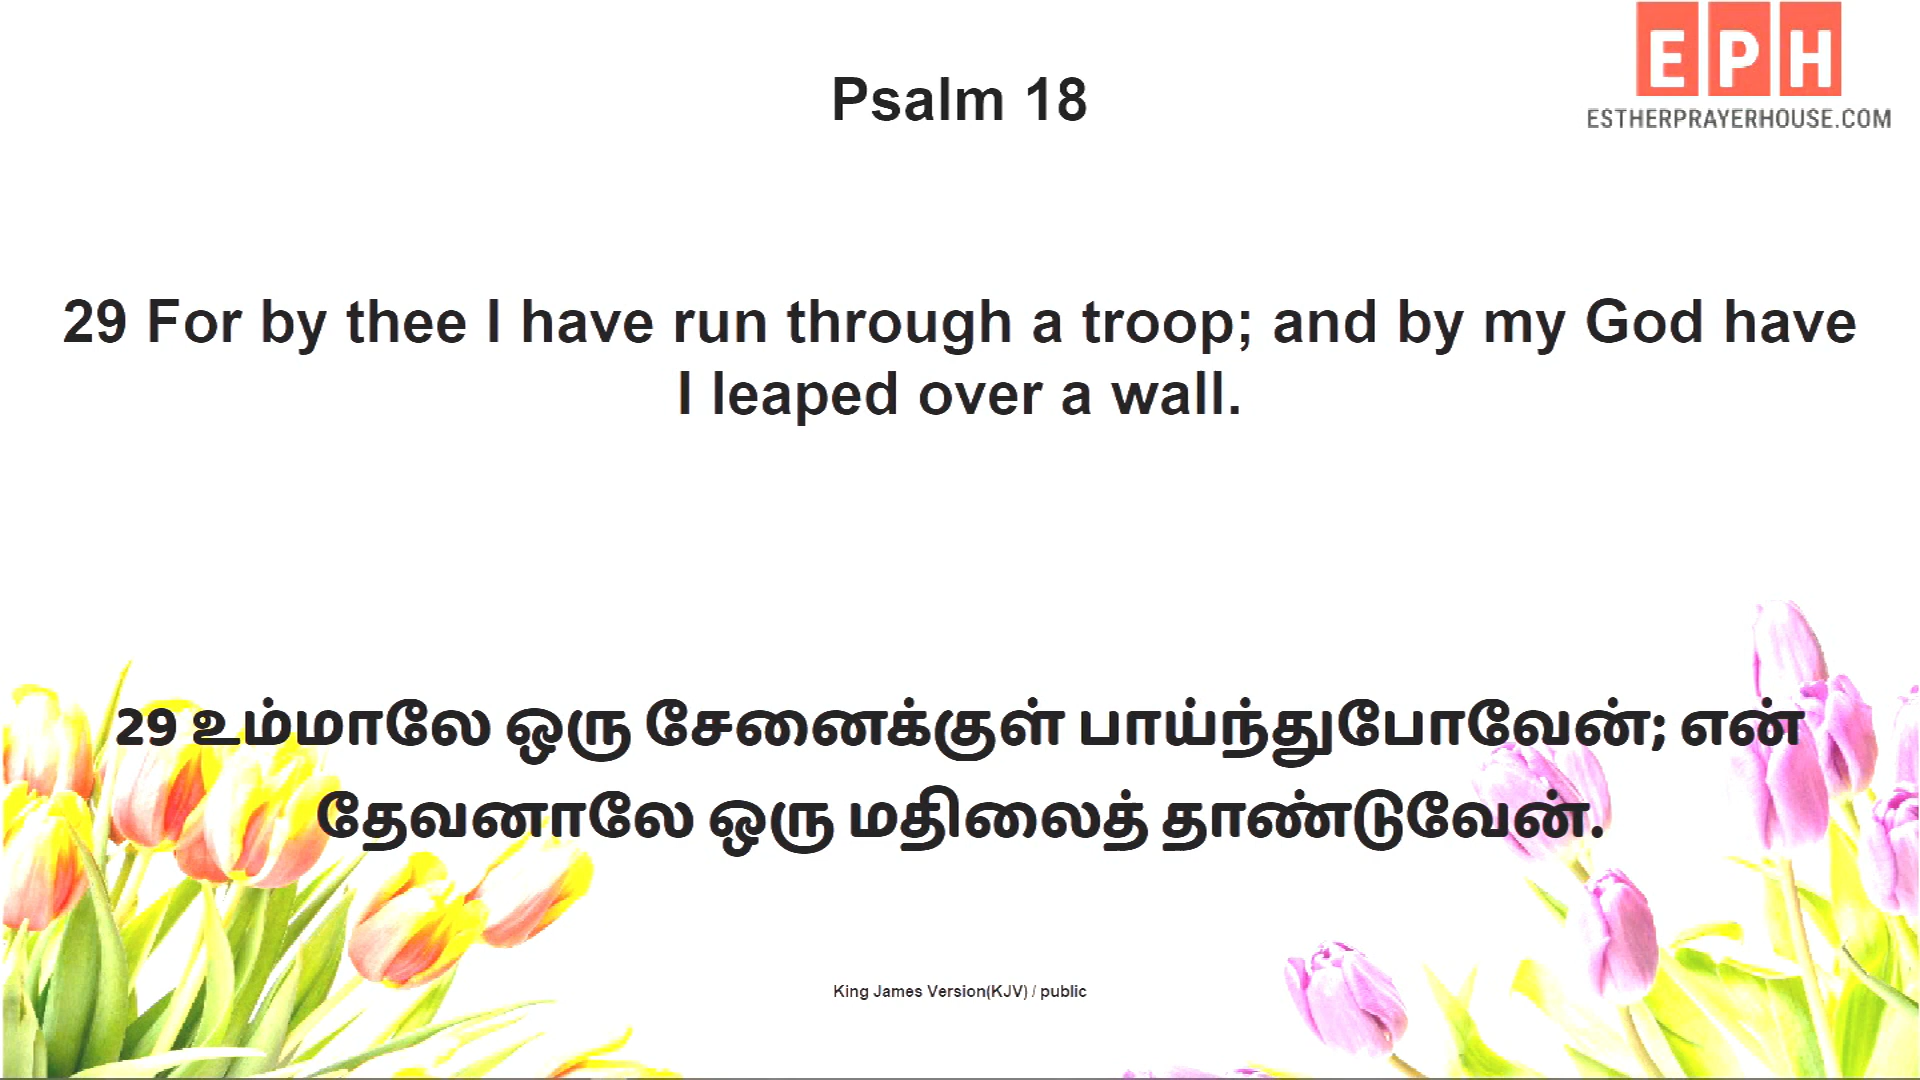 EPH
ESTHERPRAYERHOUSE.COM
Psalm 18
29 For by thee I have run through a troop; and by my God have
I leaped over a wall.
29 உம்மாலே ஒரு சேனைக்குள் பாய்ந்துபோவேன்; என்
தேவனாலே ஒரு மதிலைத் தாண்டுவேன்.
King James Version(KJV) / public